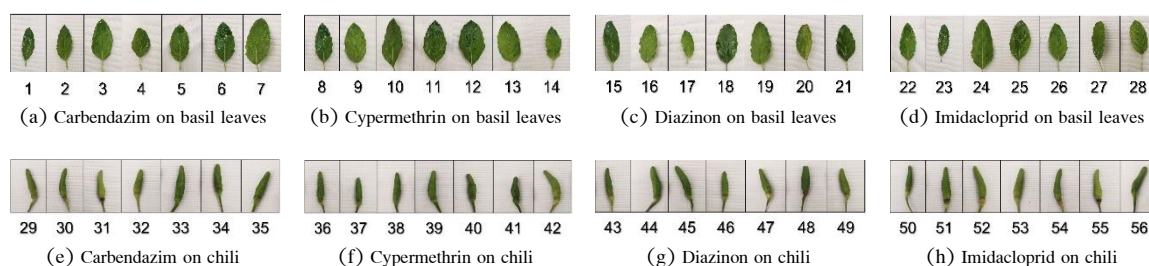 1 2 3 4 5 6 7 8 9 10 11 12 13 14 15 16 17 18 19 20 21 22 23 24 25 26 27 28
(a) Carbendazim on basil leaves (b) Cypermethrin on basil leaves (c) Diazinon on basil leaves (d) Imidacloprid on basil leaves
29 30 31 32 33 34 35 36 37 38 39 40 41 42 43 44 45 46 47 48 49 50 51 52 53 54 55 56
(e) Carbendazim on chili (f) Cypermethrin on chili (g) Diazinon on chili (h) Imidacloprid on chili